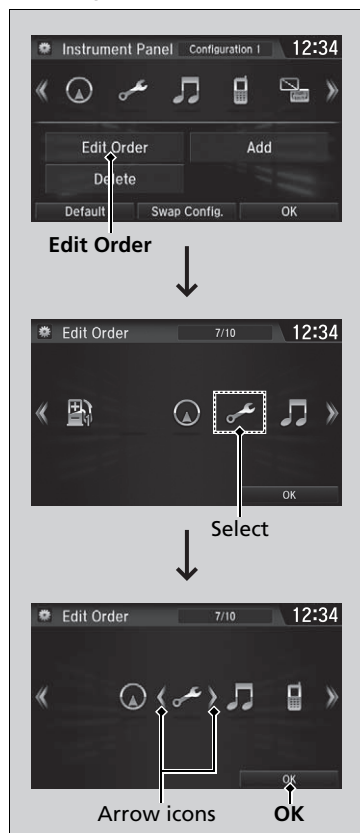 Instrument Panel Configuration 1 12:34
Edit Order Add
Delete
Default Swap Config. OK
Edit Order
Edit Order 7/10 12:34
OK
Select
Edit Order 7/10 12:34
OK
Arrow icons OK